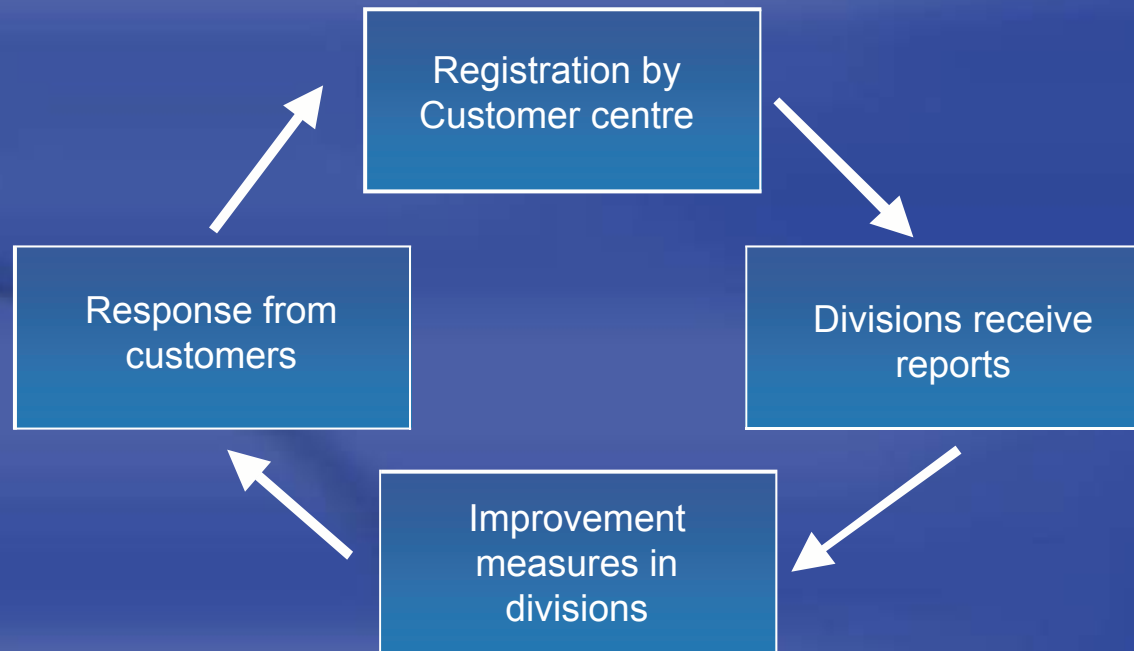 Registration by
Customer centre
Response from
customers
Divisions receive
reports
Improvement
measures in
divisions